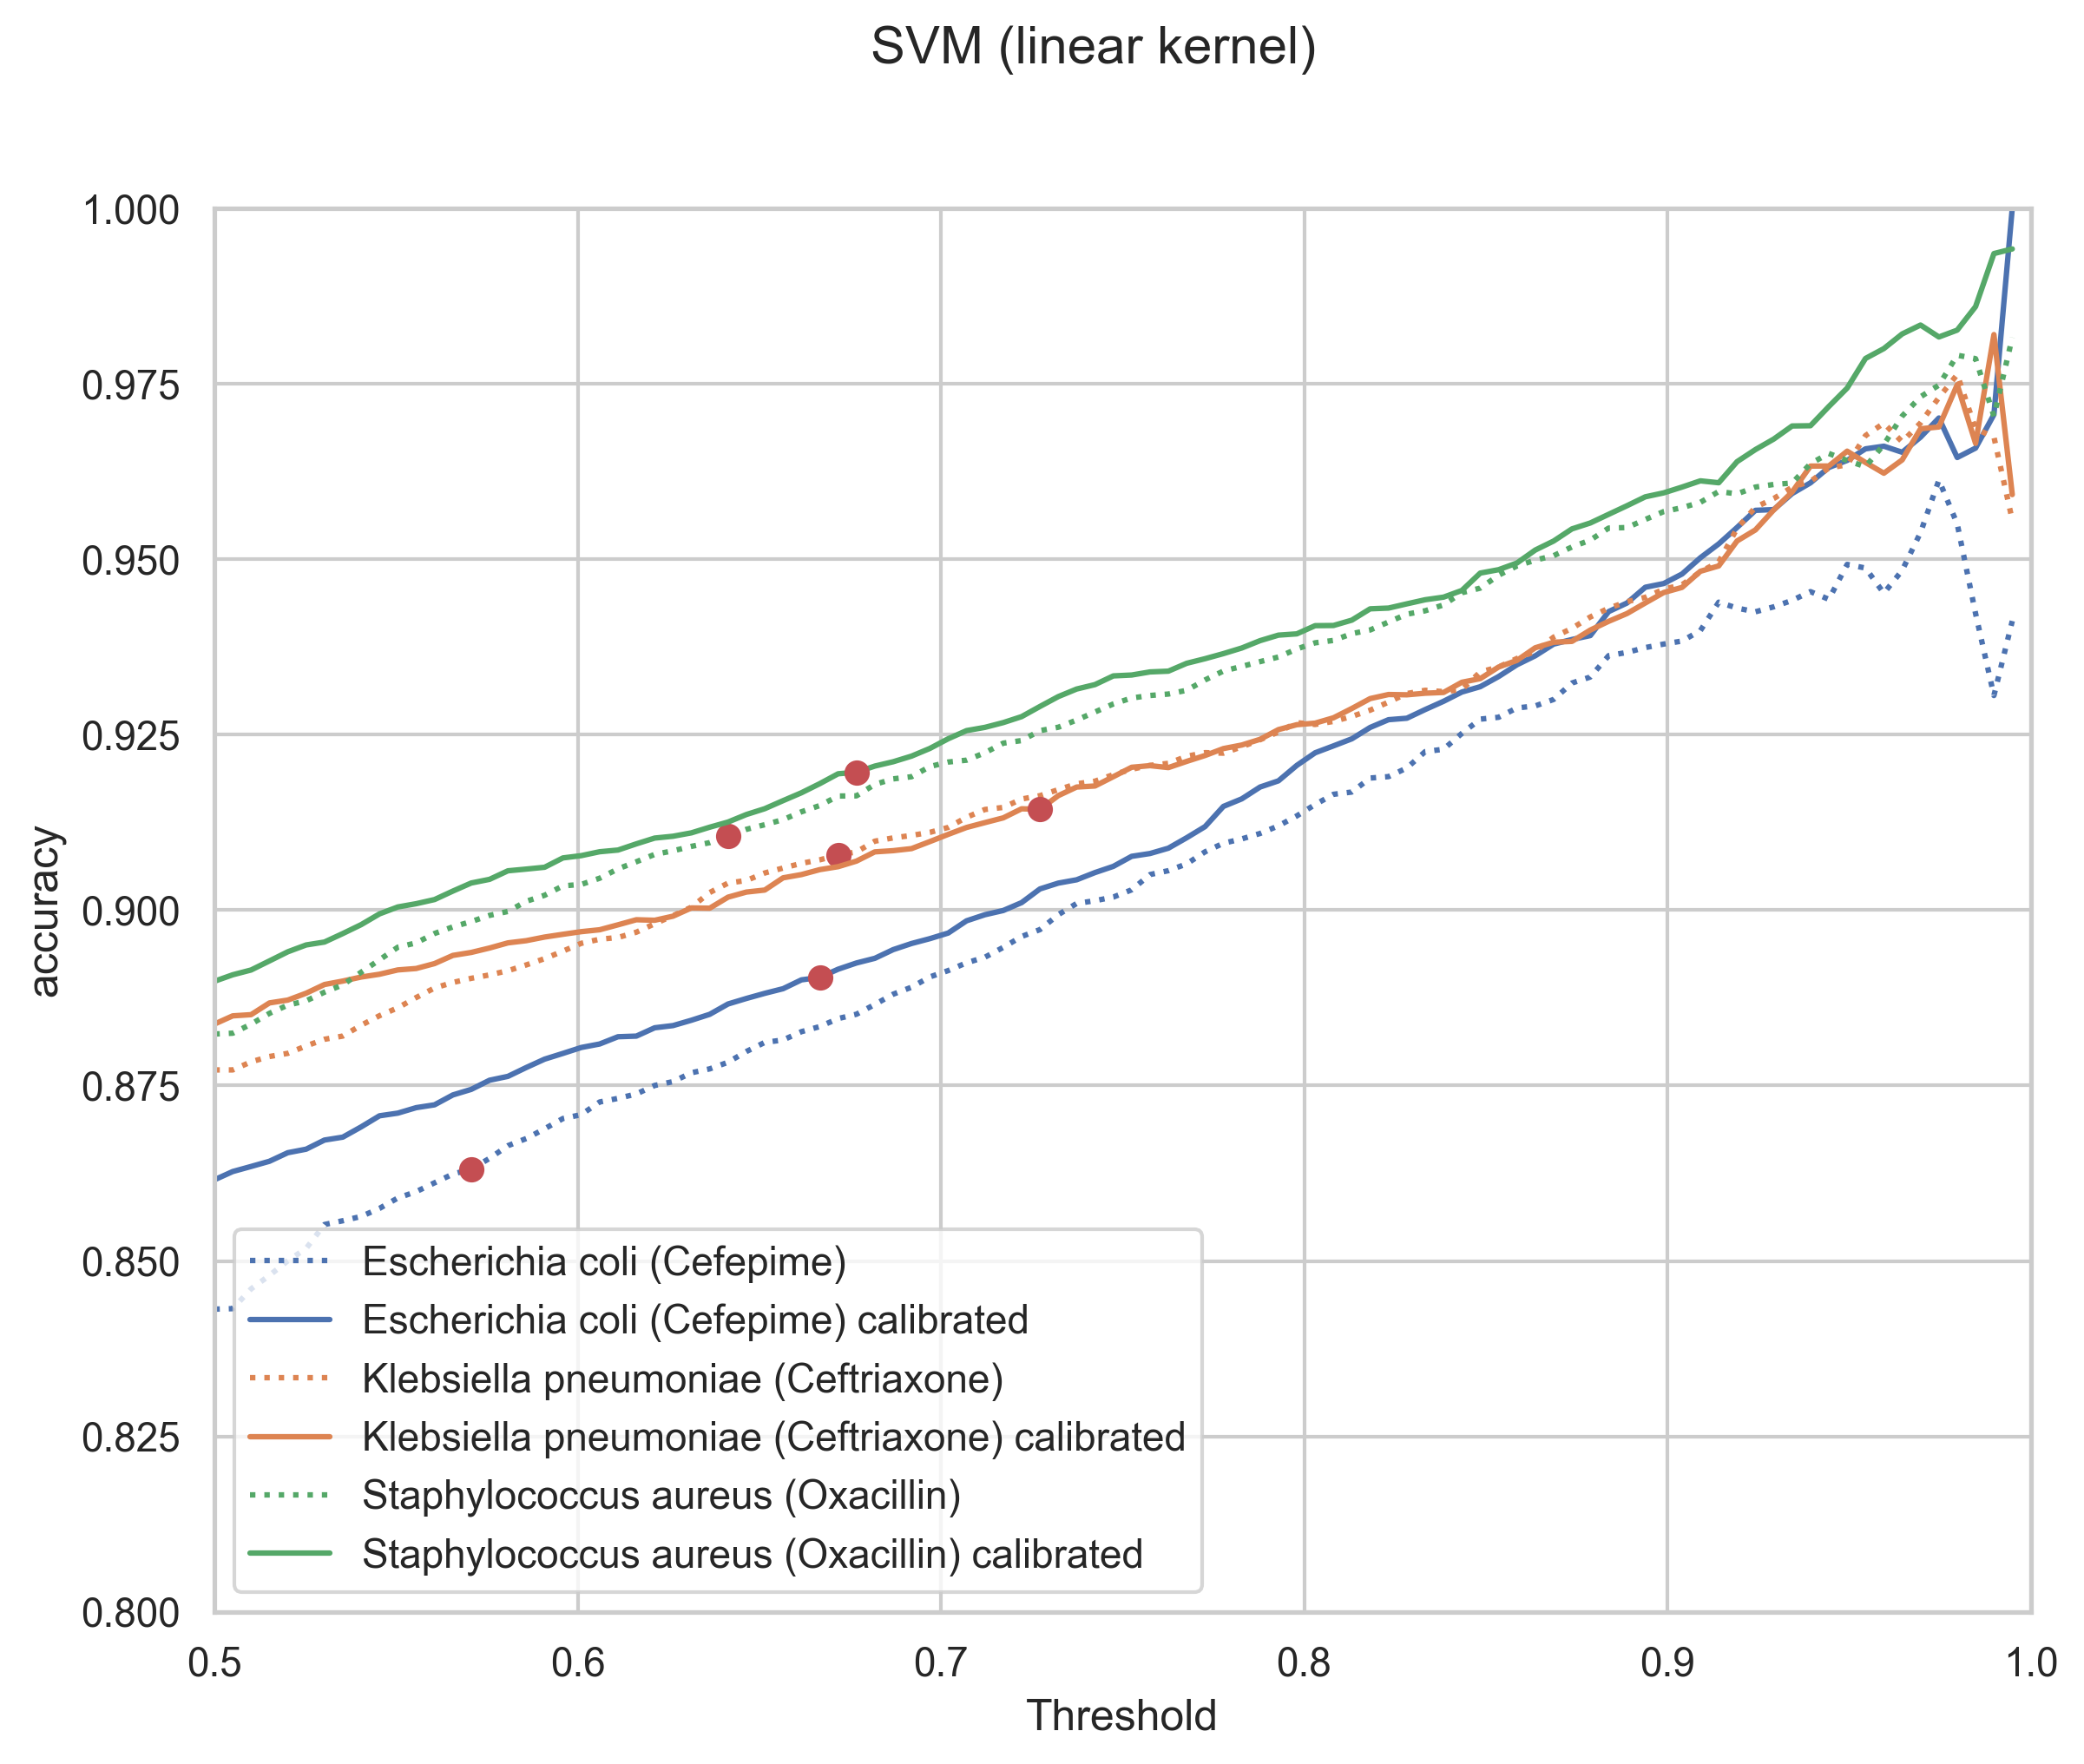 SVM (linear kernel)
1.000
0.975
0.950
0.925
0.900
0.875
0.850
0.825
0.800
accuracy
Escherichia coli (Cefepime)
Escherichia coli (Cefepime) calibrated
Klebsiella pneumoniae (Ceftriaxone)
Klebsiella pneumoniae (Ceftriaxone) calibrated
Staphylococcus aureus (Oxacillin)
Staphylococcus aureus (Oxacillin) calibrated
0.5 0.6 0.7 0.8 0.9 1.0
Threshold